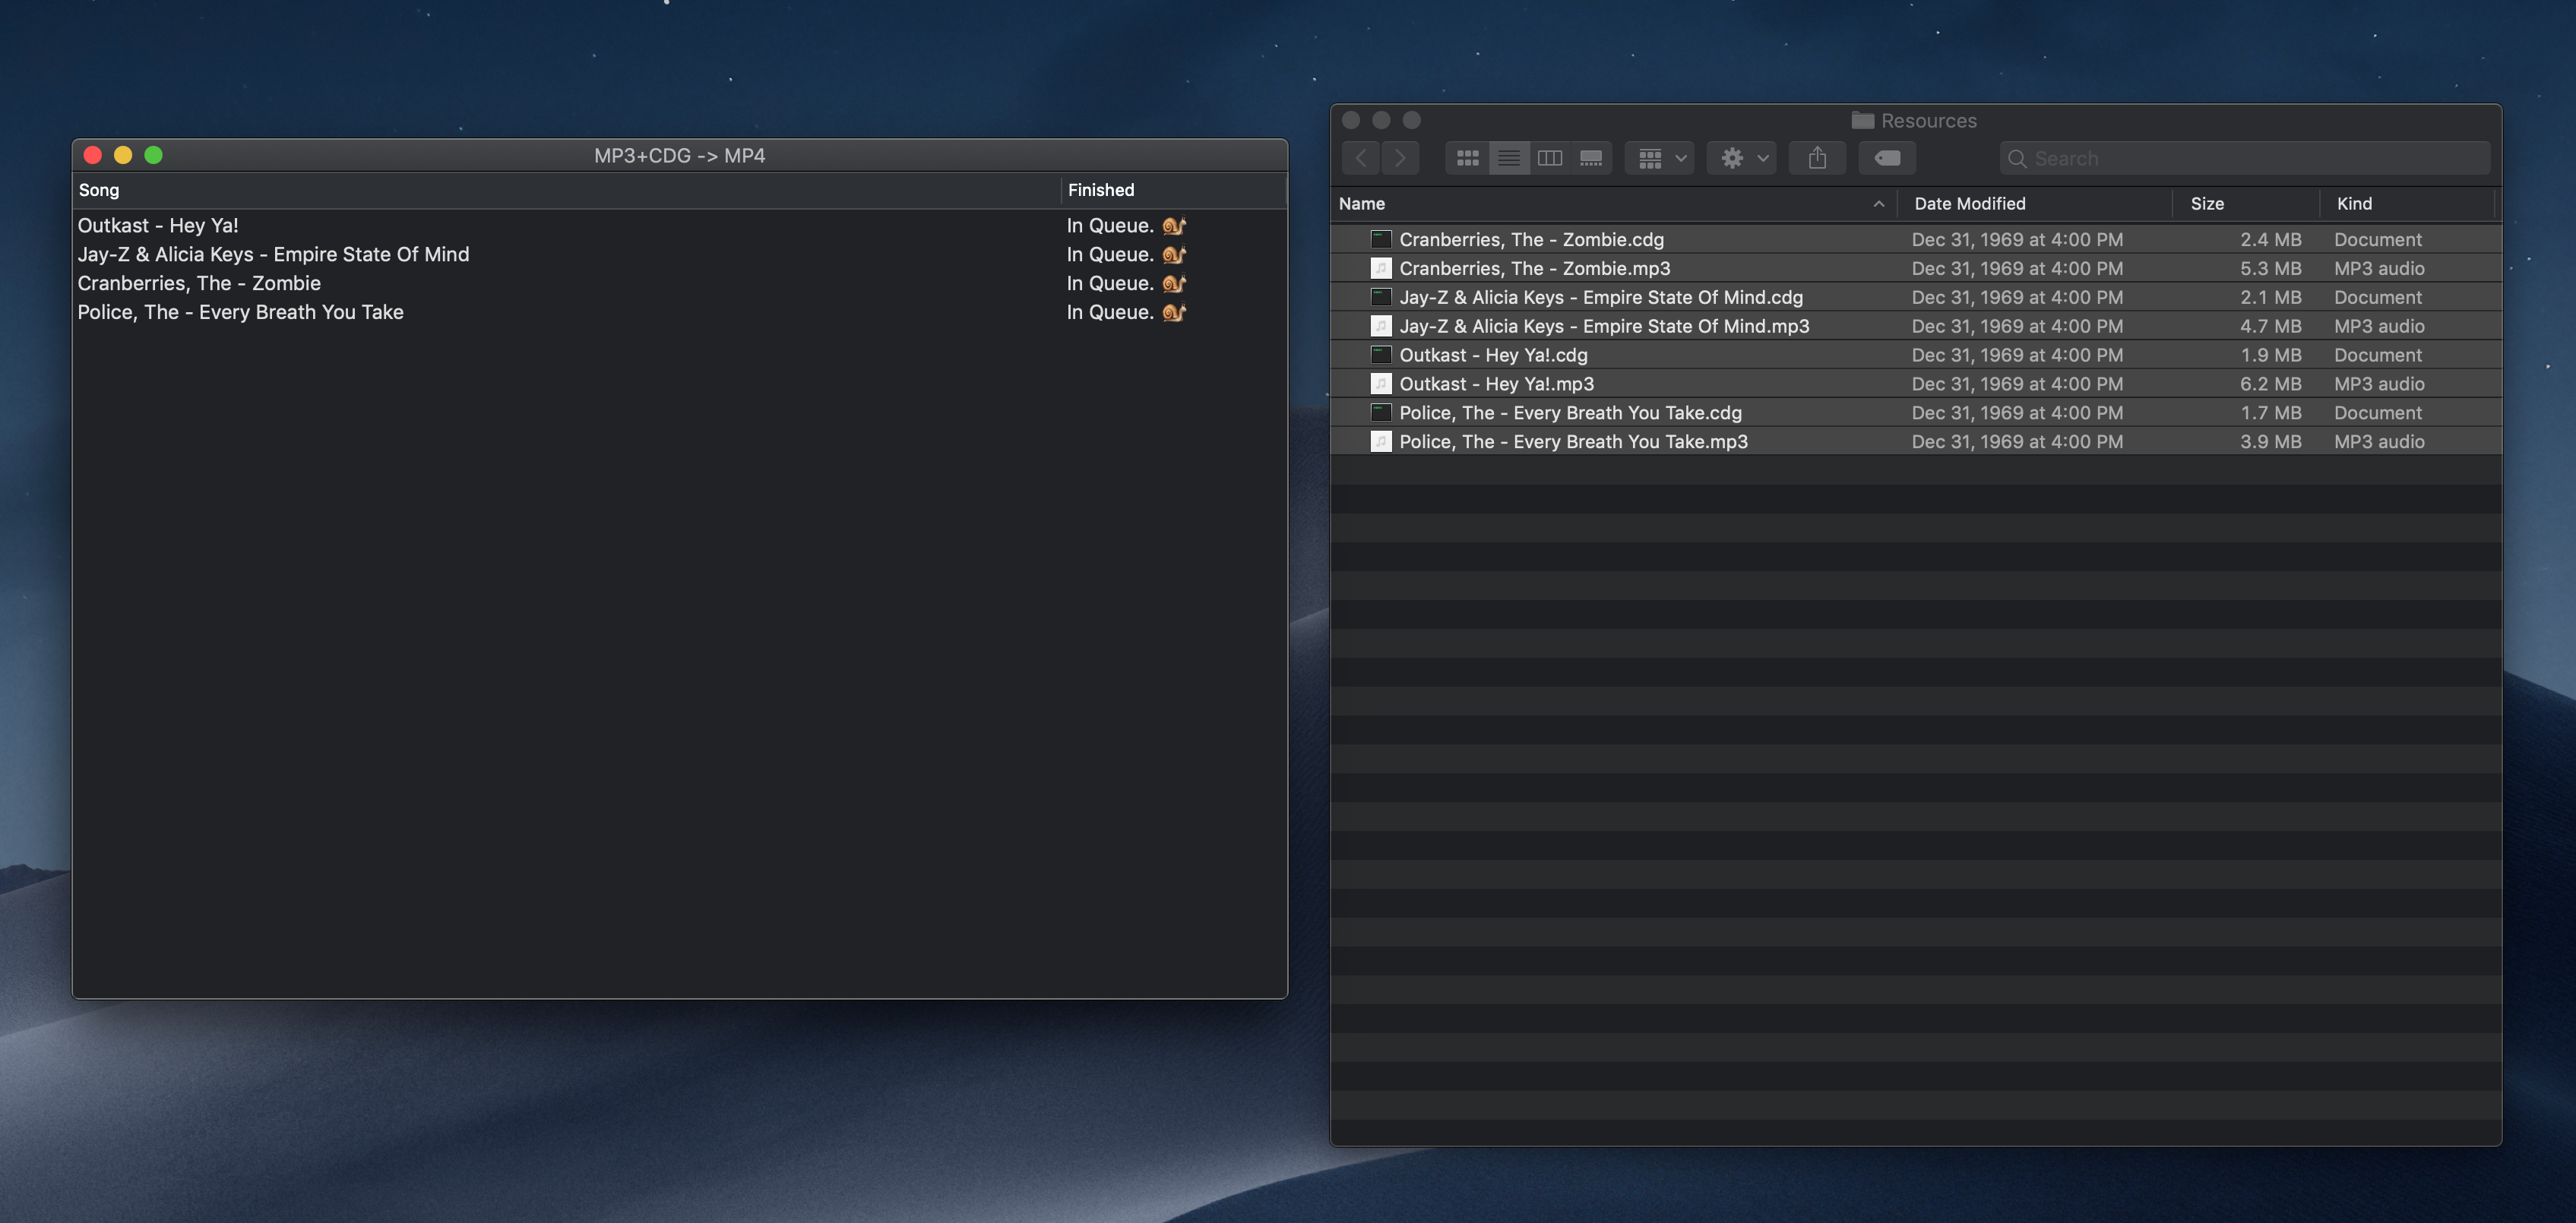 MP3+CDG -> MP4
Song Finished
Outkast - Hey Ya! In Queue. 🐌
Jay-Z & Alicia Keys - Empire State Of Mind In Queue. 🐌
Cranberries, The - Zombie In Queue. 🐌
Police, The - Every Breath You Take In Queue. 🐌
Resources
Search
Name Date Modified Size Kind
Cranberries, The - Zombie.cdg Dec 31, 1969 at 4:00 PM 2.4 MB Document
Cranberries, The - Zombie.mp3 Dec 31, 1969 at 4:00 PM 5.3 MB MP3 audio
Jay-Z & Alicia Keys - Empire State Of Mind.cdg Dec 31, 1969 at 4:00 PM 2.1 MB Document
Jay-Z & Alicia Keys - Empire State Of Mind.mp3 Dec 31, 1969 at 4:00 PM 4.7 MB MP3 audio
Outkast - Hey Ya!.cdg Dec 31, 1969 at 4:00 PM 1.9 MB Document
Outkast - Hey Ya!.mp3 Dec 31, 1969 at 4:00 PM 6.2 MB MP3 audio
Police, The - Every Breath You Take.cdg Dec 31, 1969 at 4:00 PM 1.7 MB Document
Police, The - Every Breath You Take.mp3 Dec 31, 1969 at 4:00 PM 3.9 MB MP3 audio